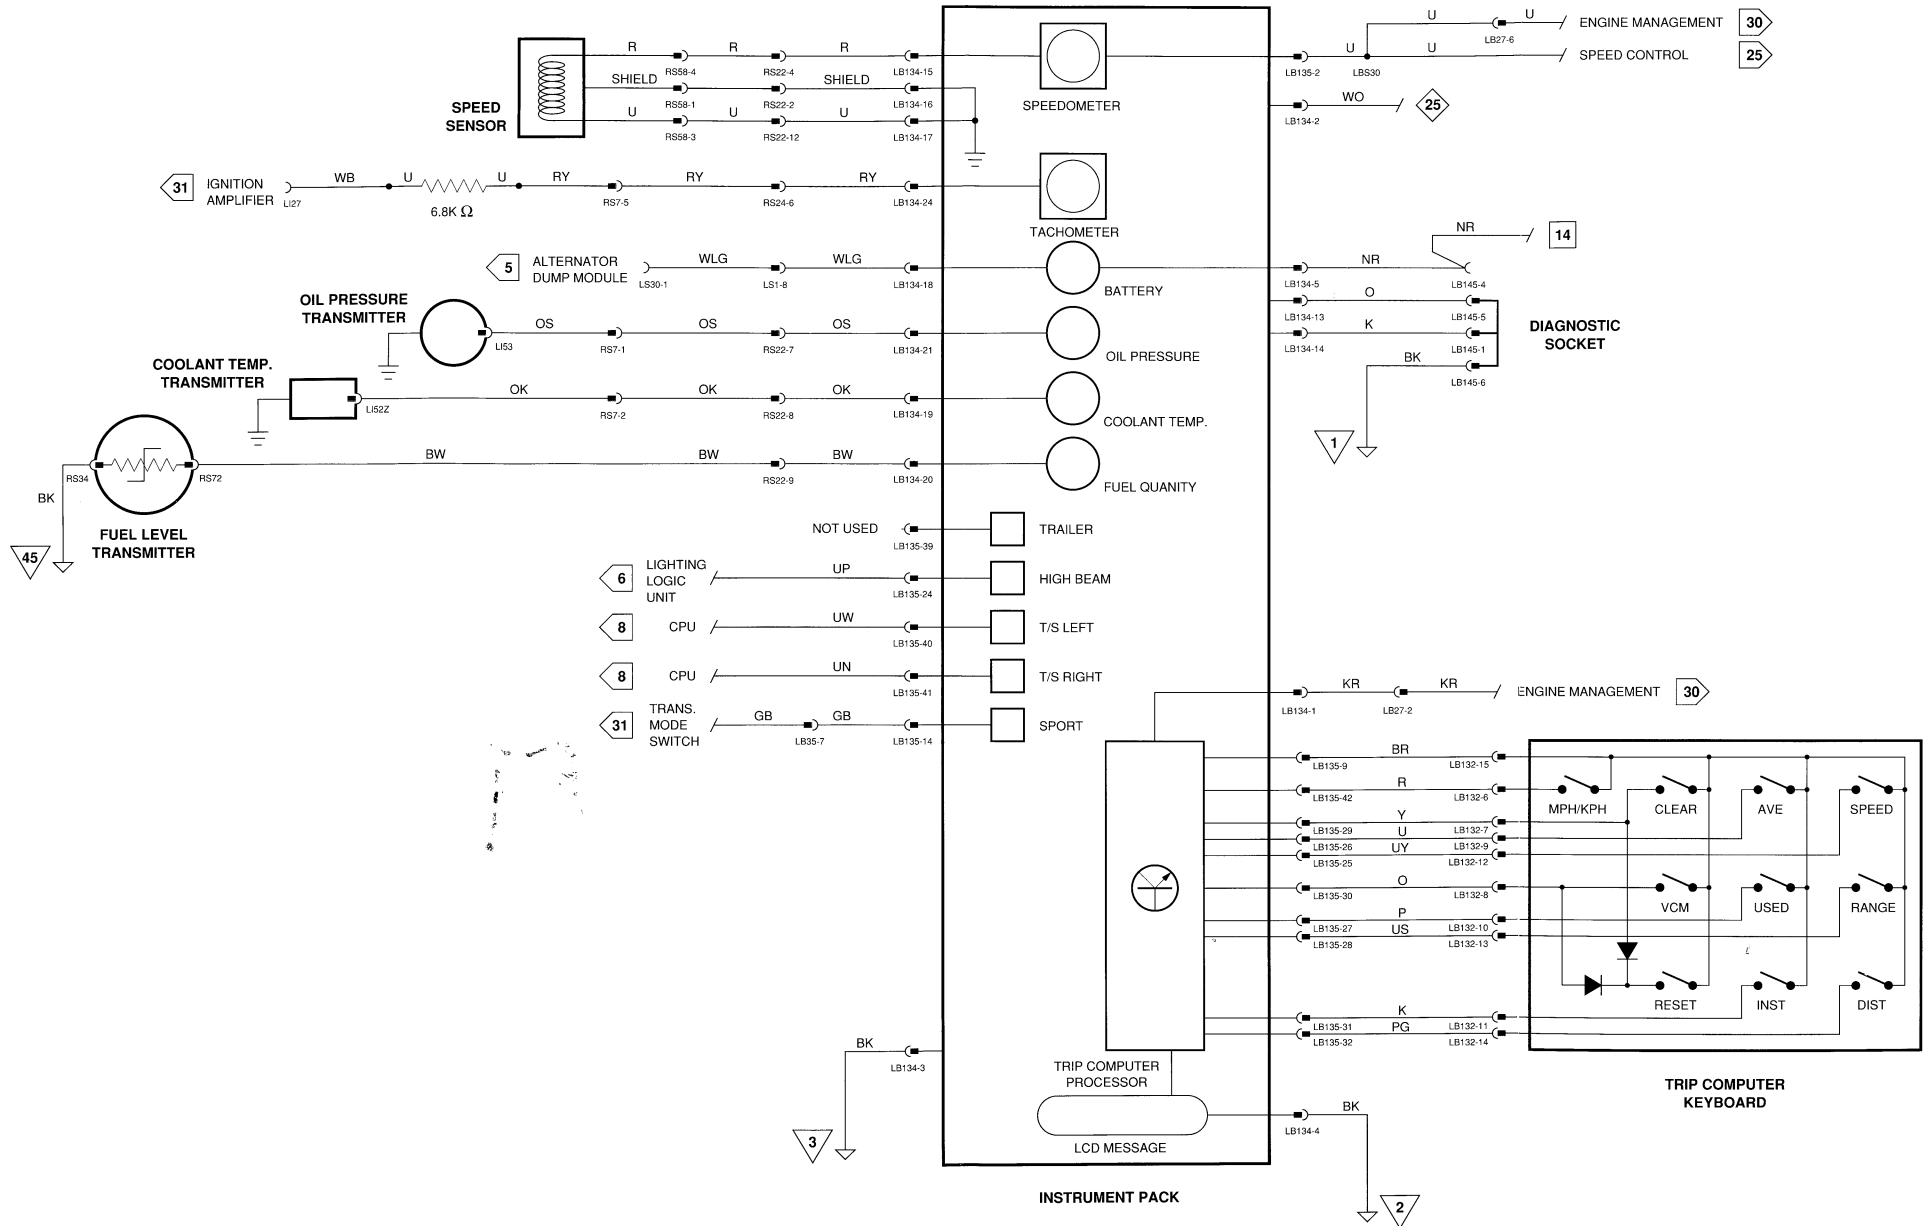 U
U
ENGINE MANAGEMENT
30
LB27-6
R
R
R
U
U
SPEED CONTROL
25
RS58-4
RS22-4
LB134-15
LB135-2
LBS30
SHIELD
SHIELD
RS58-1
RS22-2
LB134-16
SPEED
SENSOR
SPEEDOMETER
WO
25
LB134-2
U
U
U
RS58-3
RS22-12
LB134-17
31
IGNITION
AMPLIFIER
LI27
WB
U
U
6.8K Ω
RY
RY
RY
RS7-5
RS24-6
LB134-24
TACHOMETER
NR
14
5
ALTERNATOR
DUMP MODULE
LS30-1
WLG
WLG
LS1-8
LB134-18
BATTERY
NR
LB134-5
LB145-4
O
LB134-13
LB145-5
K
LB134-14
LB145-1
BK
LB145-6
DIAGNOSTIC
SOCKET
1
OIL PRESSURE
TRANSMITTER
LI53
OS
OS
OS
RS7-1
RS22-7
LB134-21
OIL PRESSURE
COOLANT TEMP.
TRANSMITTER
LI52Z
OK
OK
OK
RS7-2
RS22-8
LB134-19
COOLANT TEMP.
RS34
RS72
BW
BW
BW
RS22-9
LB134-20
FUEL QUANITY
BK
FUEL LEVEL
TRANSMITTER
45
NOT USED
LB135-39
TRAILER
6
LIGHTING
LOGIC
UNIT
UP
LB135-24
HIGH BEAM
8
CPU
UW
LB135-40
T/S LEFT
8
CPU
UN
LB135-41
T/S RIGHT
31
TRANS.
MODE
SWITCH
GB
GB
LB35-7
LB135-14
SPORT
KR
KR
LB134-1
LB27-2
ENGINE MANAGEMENT
30
BR
LB135-9
LB132-15
R
LB135-42
LB132-6
Y
LB135-29
LB132-7
U
LB135-26
LB132-9
UY
LB135-25
LB132-12
O
LB135-30
LB132-8
P
LB135-27
LB132-10
US
LB135-28
LB132-13
K
LB135-31
LB132-11
PG
LB135-32
LB132-14
MPH/KPH
CLEAR
AVE
SPEED
VCM
USED
RANGE
RESET
INST
DIST
TRIP COMPUTER
KEYBOARD
BK
LB134-3
3
TRIP COMPUTER
PROCESSOR
LCD MESSAGE
BK
LB134-4
2
INSTRUMENT PACK